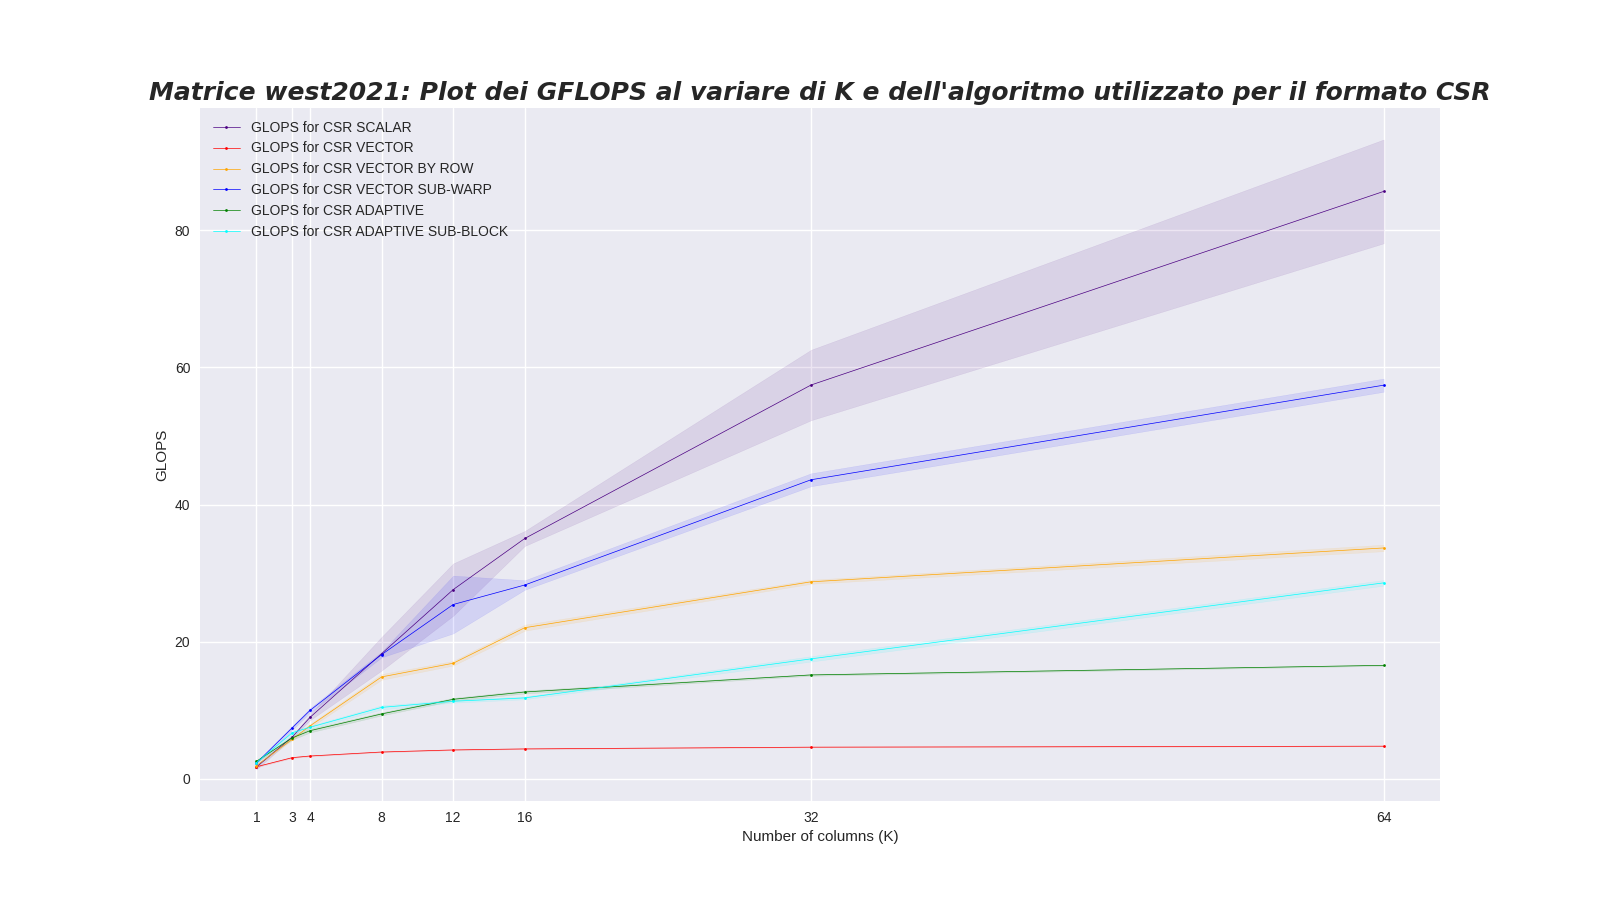 Matrice west2021: Plot dei GFLOPS al variare di K e dell'algoritmo utilizzato per il formato CSR
GLOPS for CSR SCALAR
GLOPS for CSR VECTOR
GLOPS for CSR VECTOR BY ROW
GLOPS for CSR VECTOR SUB-WARP
GLOPS for CSR ADAPTIVE
GLOPS for CSR ADAPTIVE SUB-BLOCK
80
60
GLOPS
40
20
0
1 3 4 8 12 16 32 64
Number of columns (K)